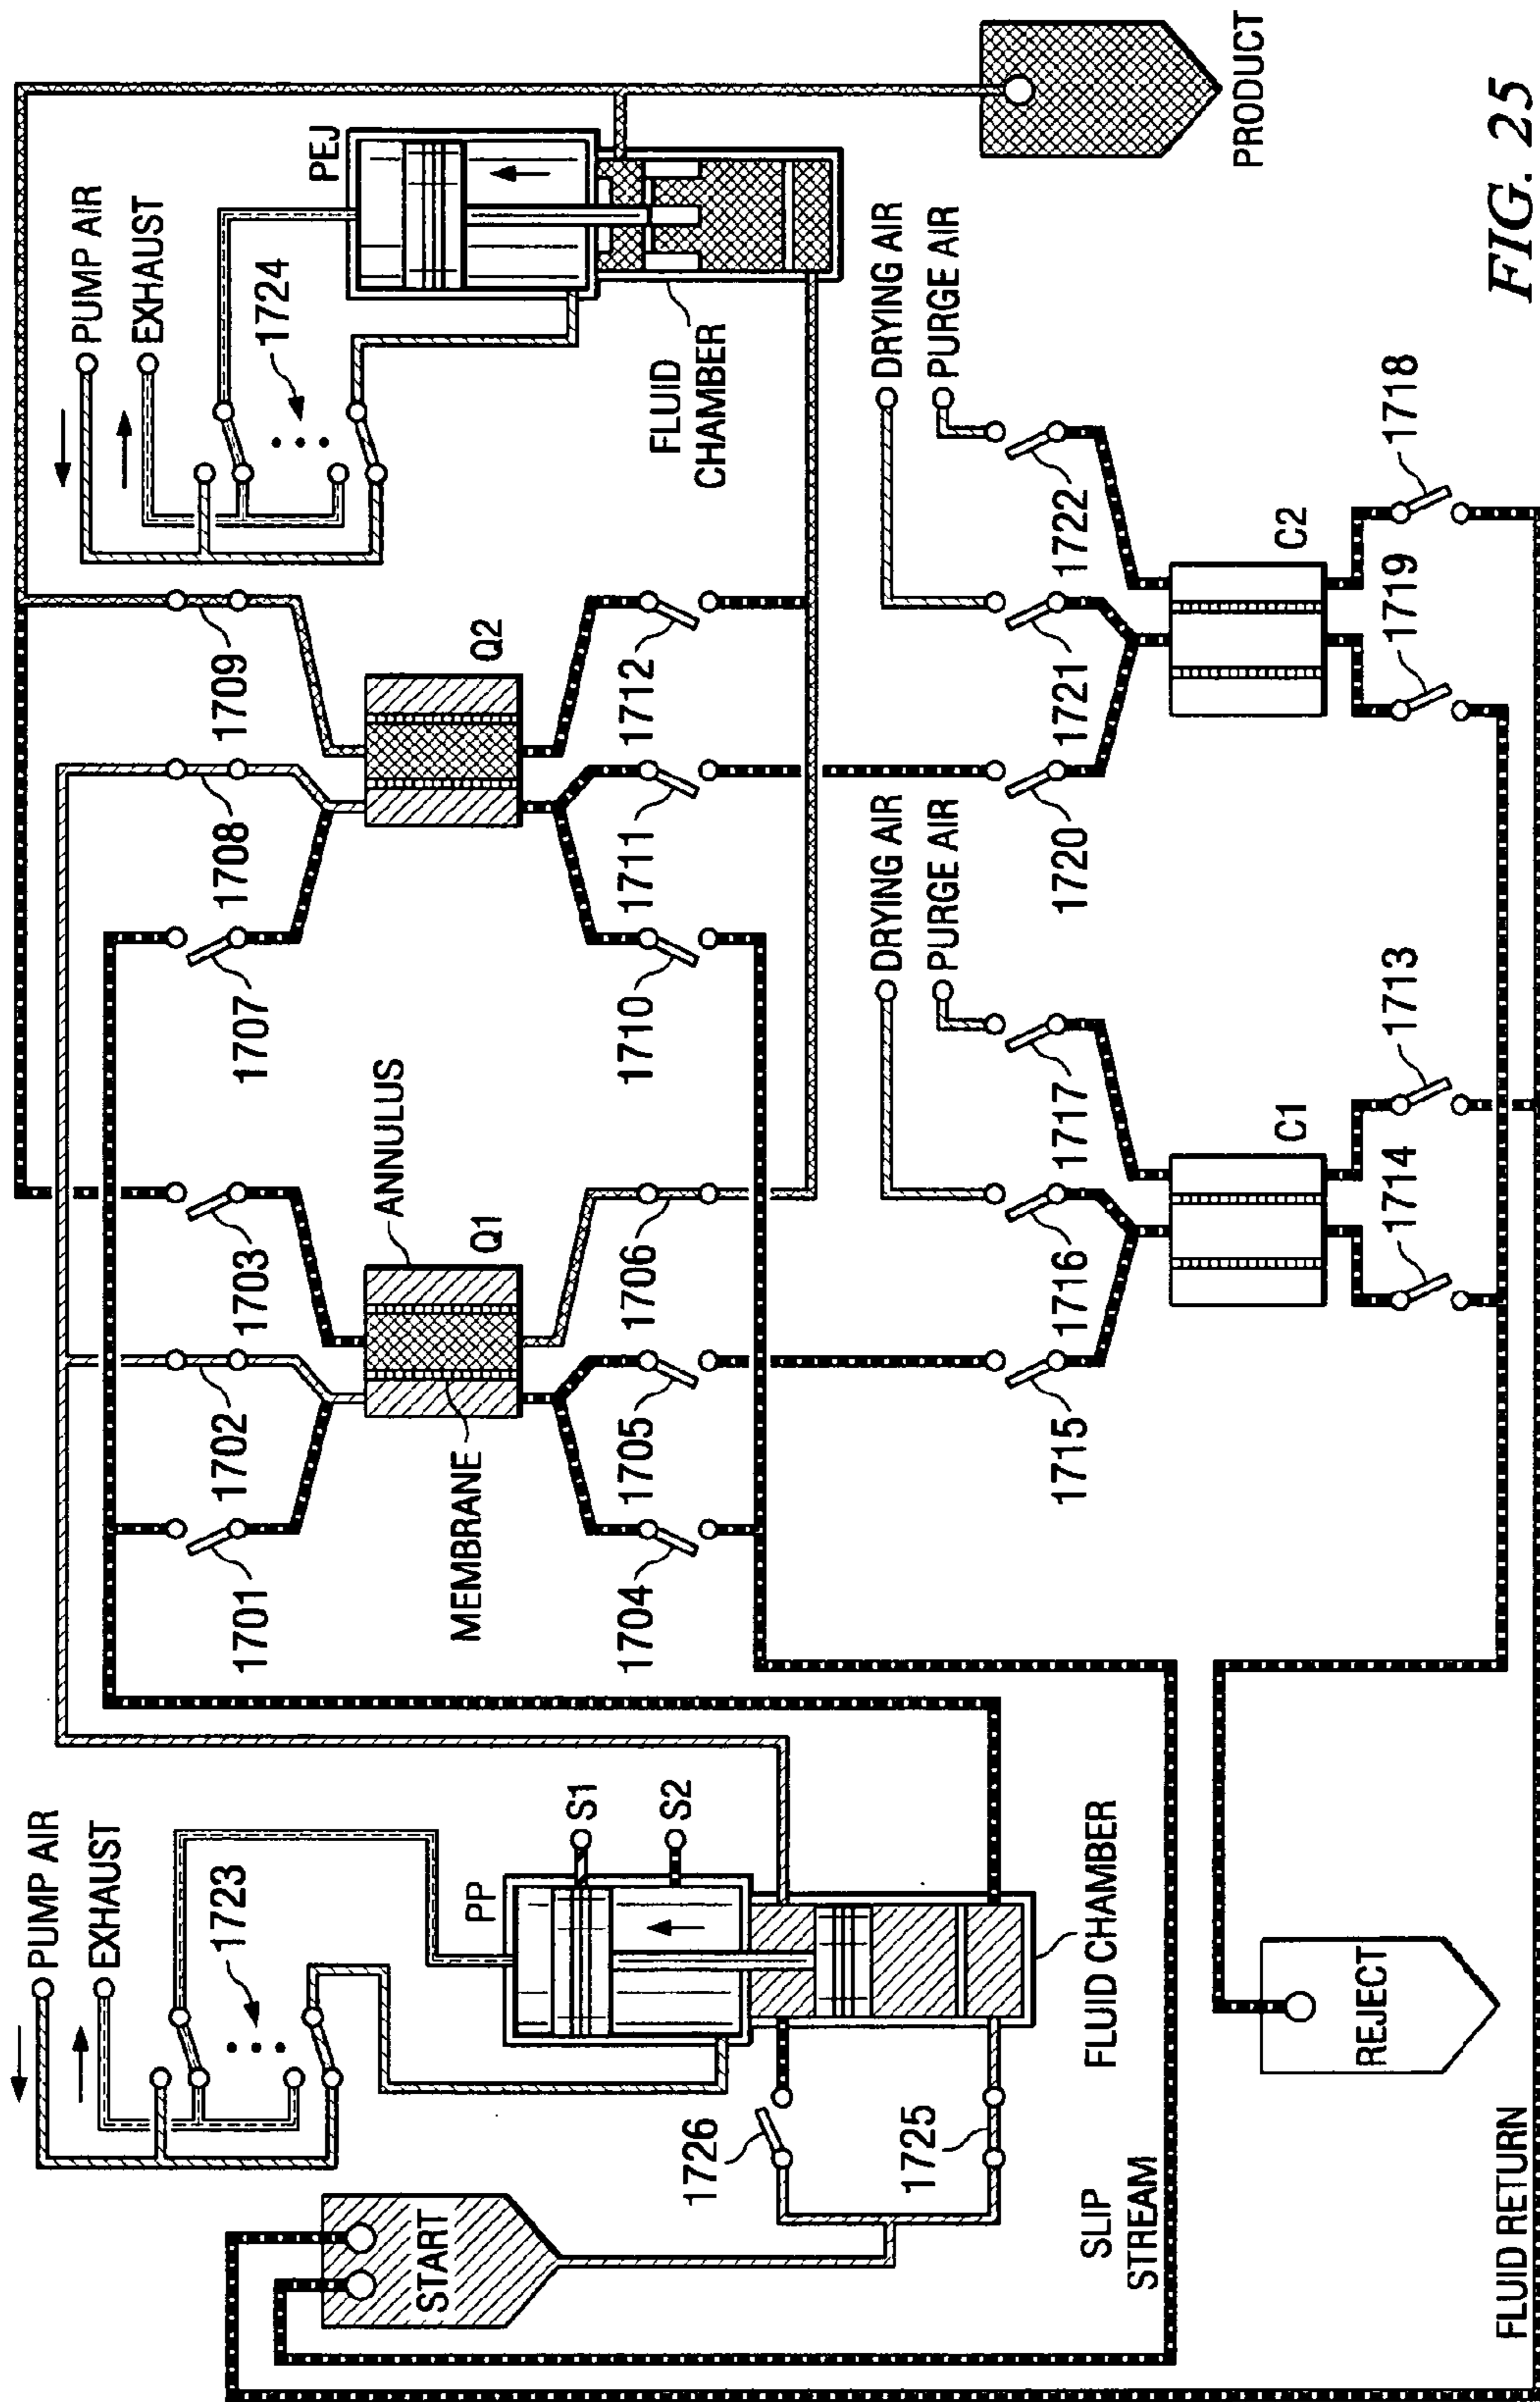 PUMP AIR
EXHAUST
1723
START
PP
S1
S2
1726
1725
FLUID CHAMBER
SLIP
STREAM
REJECT
FLUID RETURN
1701
1702
1703
MEMBRANE
ANNULUS
Q1
1704
1705
1706
1707
1708
1709
Q2
1710
1711
1712
PUMP AIR
EXHAUST
1724
PEJ
FLUID
CHAMBER
PRODUCT
DRYING AIR
PURGE AIR
1715
1716
1717
C1
1714
1713
DRYING AIR
PURGE AIR
1720
1721
1722
C2
1719
1718
FIG. 25